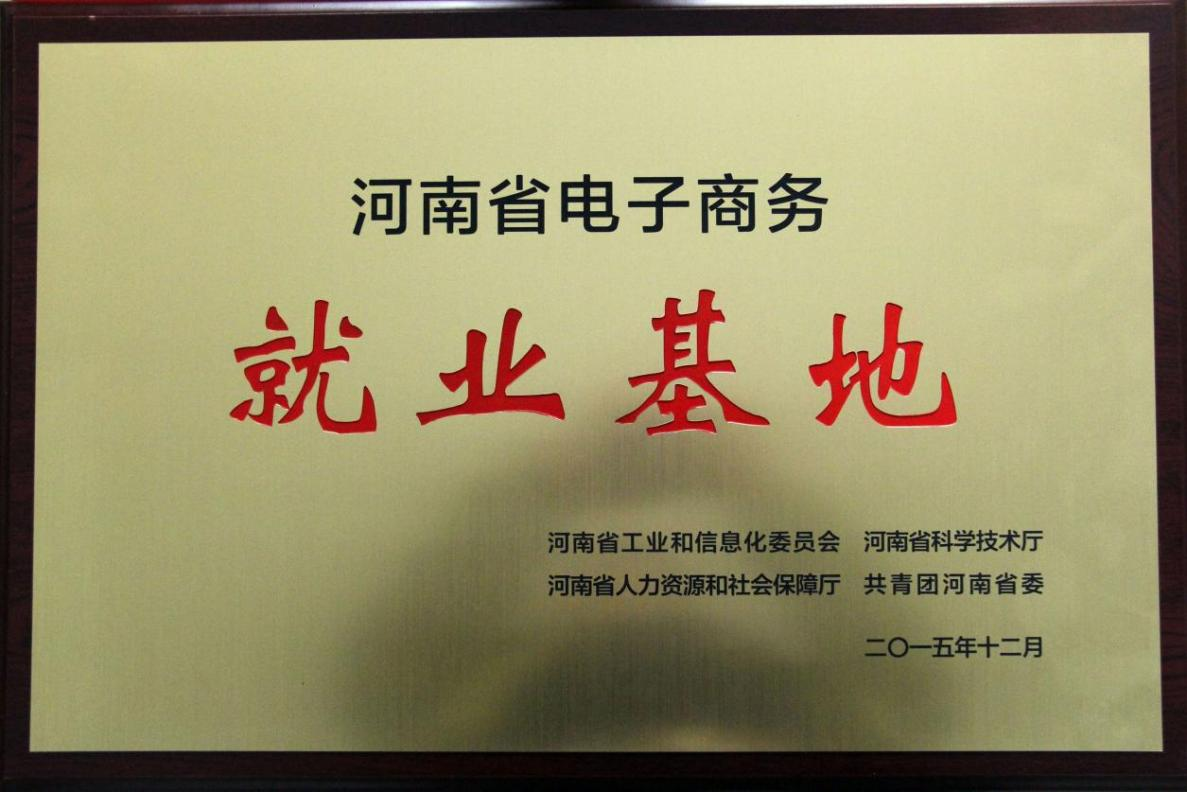 河南省电子商务
就业基地
河南省工业和信息化委员会 河南省科学技术厅
河南省人力资源和社会保障厅 共青团河南省委
二〇一五年十二月